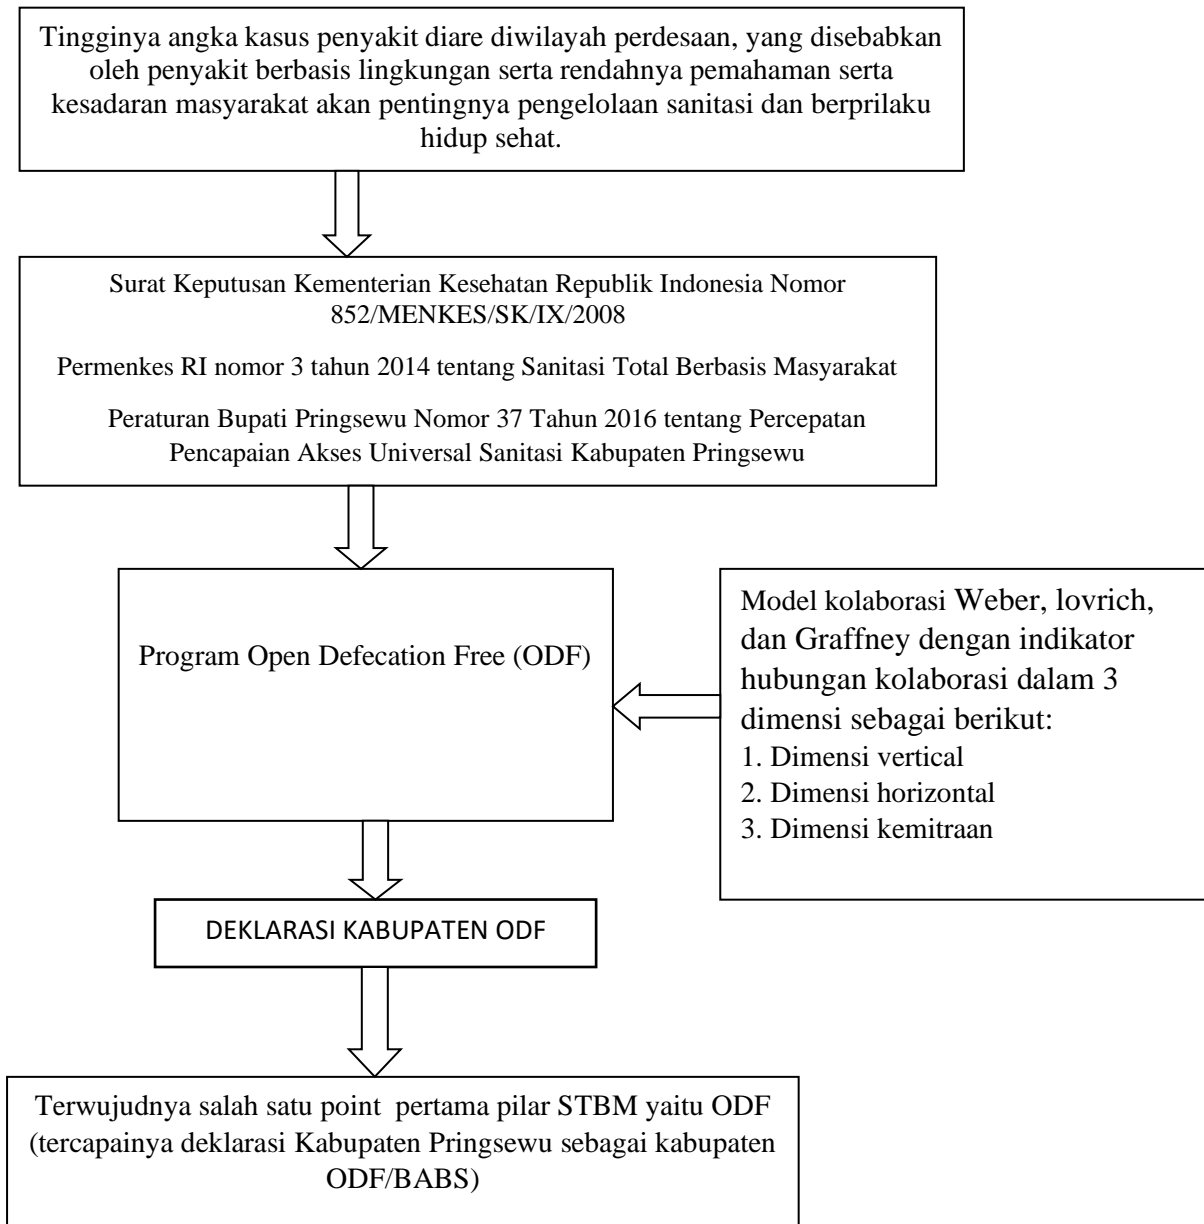 Tingginya angka kasus penyakit diare diwilayah perdesaan, yang disebabkan
oleh penyakit berbasis lingkungan serta rendahnya pemahaman serta
kesadaran masyarakat akan pentingnya pengelolaan sanitasi dan berprilaku
hidup sehat.
Surat Keputusan Kementerian Kesehatan Republik Indonesia Nomor
852/MENKES/SK/IX/2008
Permenkes RI nomor 3 tahun 2014 tentang Sanitasi Total Berbasis Masyarakat
Peraturan Bupati Pringsewu Nomor 37 Tahun 2016 tentang Percepatan
Pencapaian Akses Universal Sanitasi Kabupaten Pringsewu
Program Open Defecation Free (ODF)
Model kolaborasi Weber, lovrich,
dan Graffney dengan indikator
hubungan kolaborasi dalam 3
dimensi sebagai berikut:
1. Dimensi vertical
2. Dimensi horizontal
3. Dimensi kemitraan
DEKLARASI KABUPATEN ODF
Terwujudnya salah satu point pertama pilar STBM yaitu ODF
(tercapainya deklarasi Kabupaten Pringsewu sebagai kabupaten
ODF/BABS)